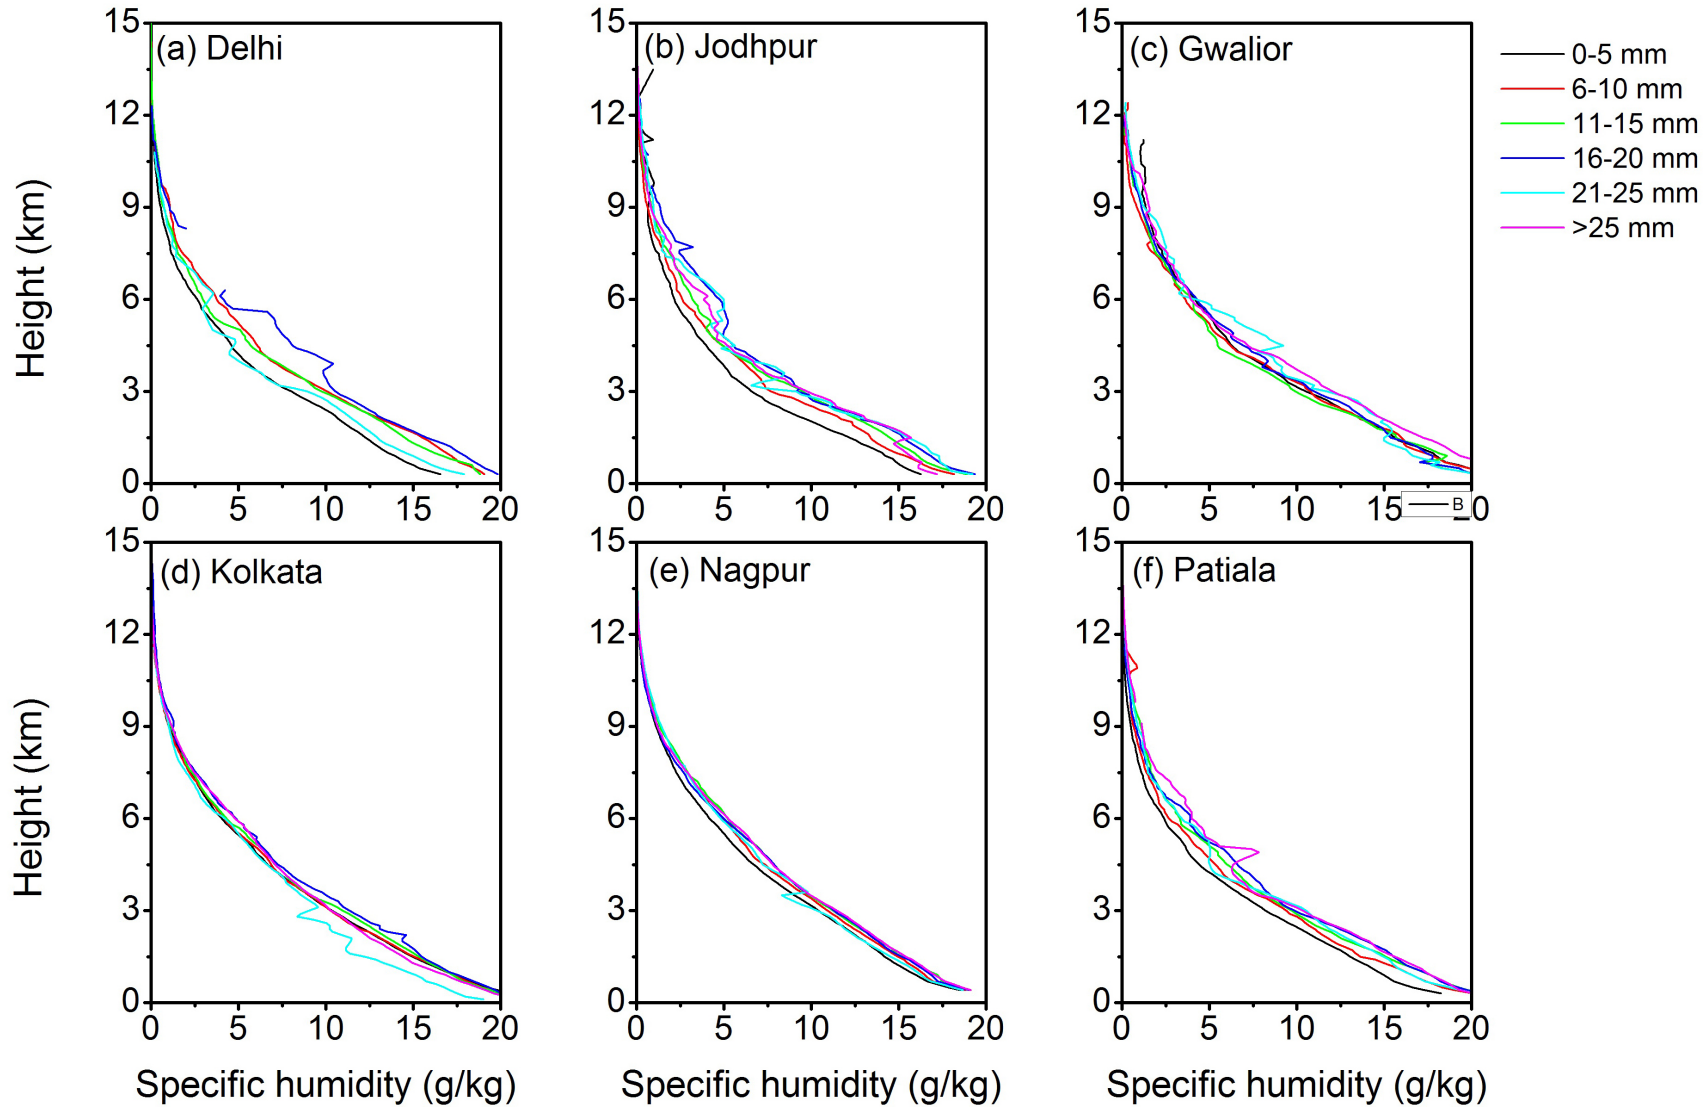 (a) Delhi
(b) Jodhpur
(c) Gwalior
0-5 mm
6-10 mm
11-15 mm
16-20 mm
21-25 mm
>25 mm
Height (km)
15
12
9
6
3
0
0 5 10 15 20
15
12
9
6
3
0
0 5 10 15 20
15
12
9
6
3
0
0 5 10 15 20
B
(d) Kolkata
(e) Nagpur
(f) Patiala
Height (km)
15
12
9
6
3
0
0 5 10 15 20
15
12
9
6
3
0
0 5 10 15 20
15
12
9
6
3
0
0 5 10 15 20
Specific humidity (g/kg)
Specific humidity (g/kg)
Specific humidity (g/kg)